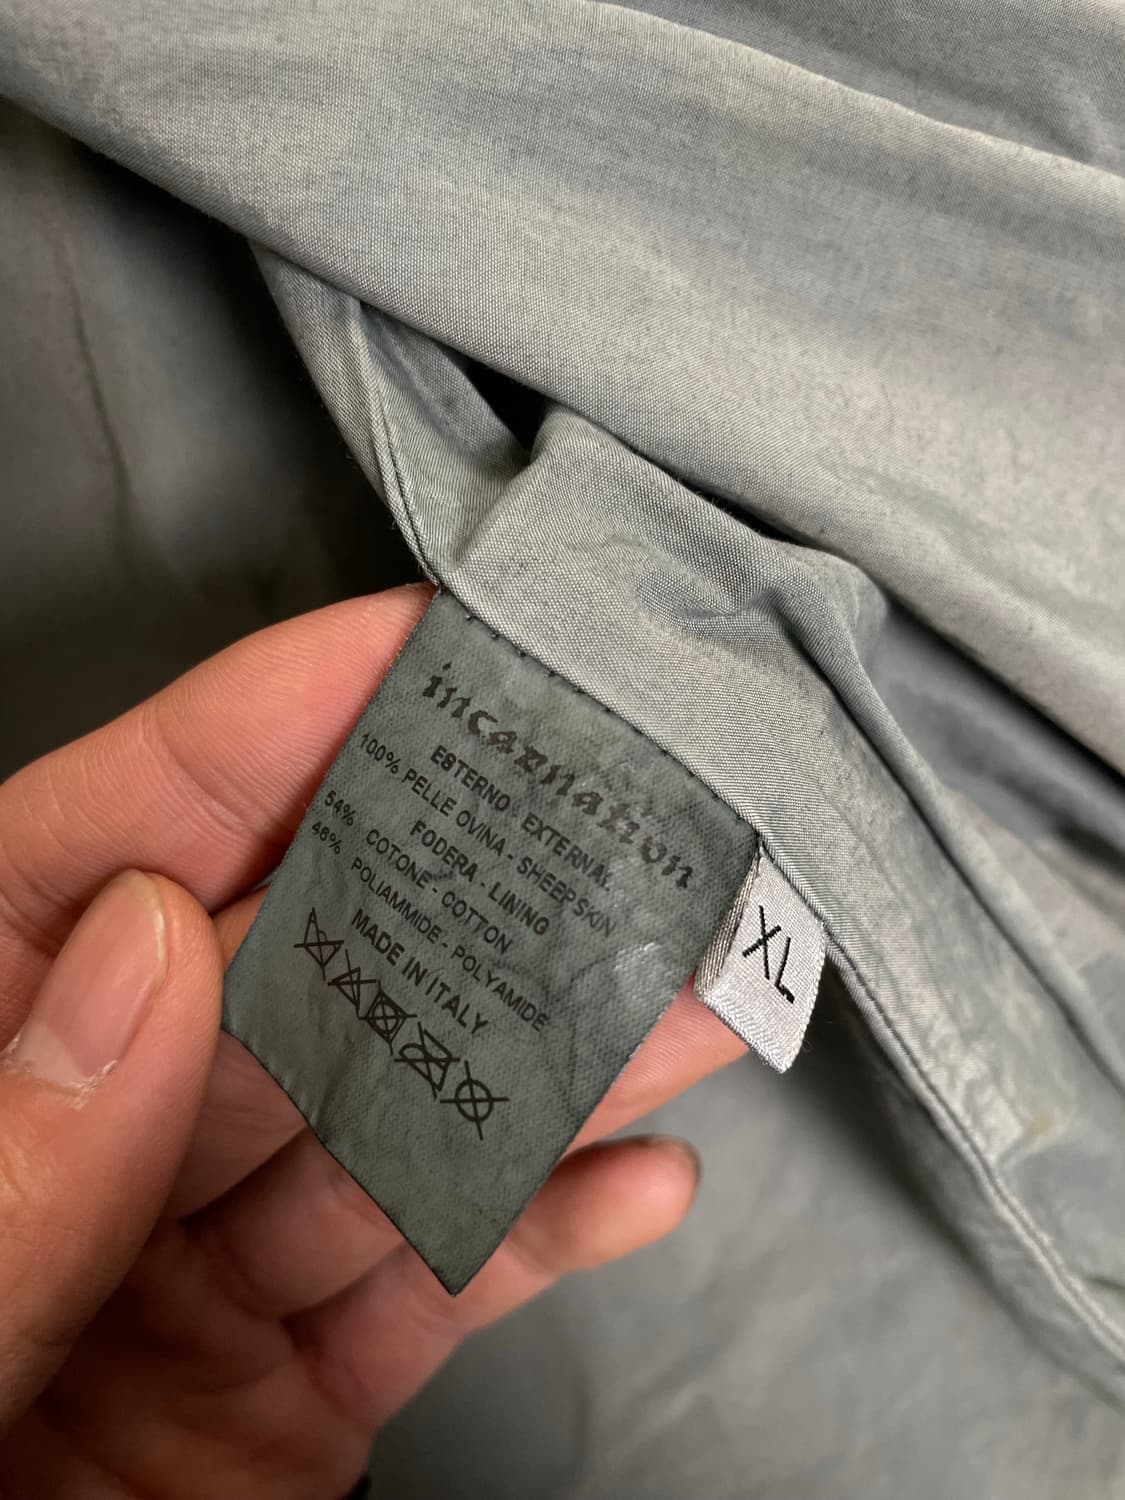 incarnation
ESTERNO - EXTERNAL
100% PELLE OVINA - SHEEPSKIN
FODERA - LINING
54% COTONE - COTTON
46% POLIAMMIDE - POLYAMIDE
MADE IN ITALY
XL